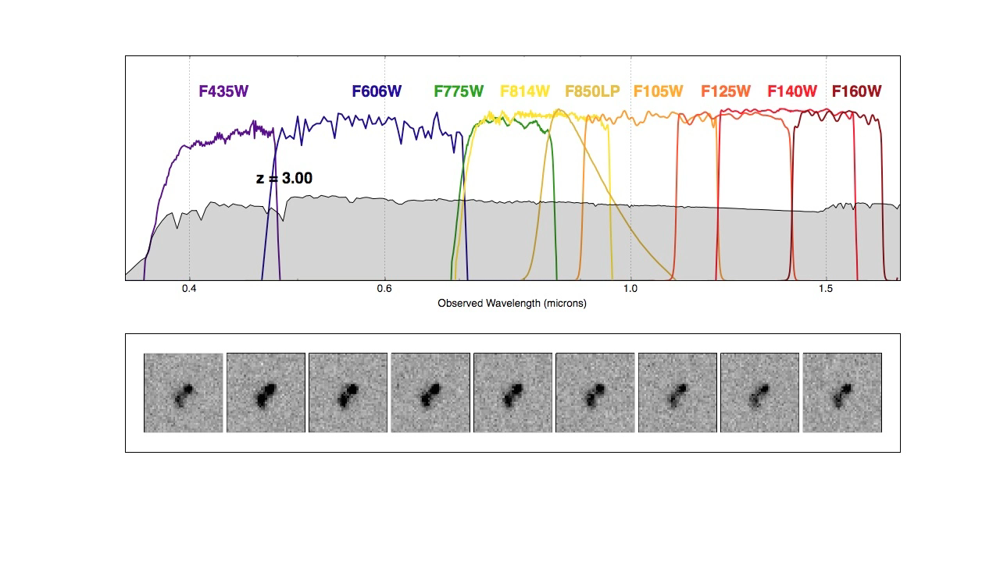 F435W F606W F775W F814W F850LP F105W F125W F140W F160W
z = 3.00
0.4 0.6 1.0 1.5
Observed Wavelength (microns)